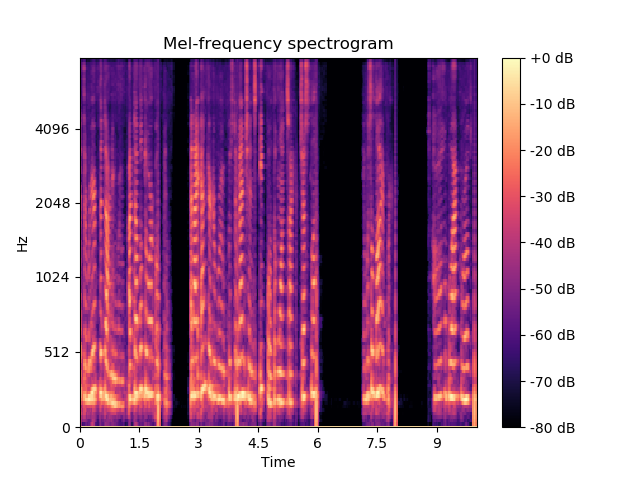 Mel-frequency spectrogram
Hz
4096
2048
1024
512
0
0 1.5 3 4.5 6 7.5 9
Time
+0 dB
-10 dB
-20 dB
-30 dB
-40 dB
-50 dB
-60 dB
-70 dB
-80 dB